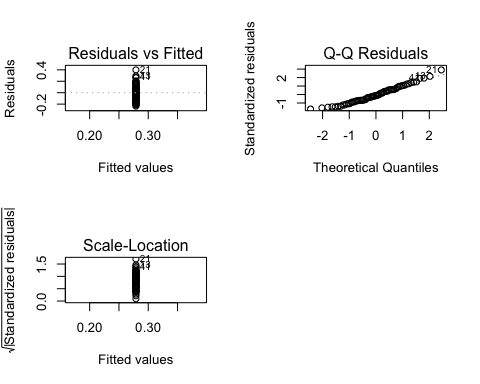 Residuals vs Fitted
Residuals
0.4
-0.2
21
0.20
0.30
Fitted values
Q-Q Residuals
Standardized residuals
2
-1
21
-2
-1
0
1
2
Theoretical Quantiles
Scale-Location
√|Standardized residuals|
1.5
0.0
21
0.20
0.30
Fitted values